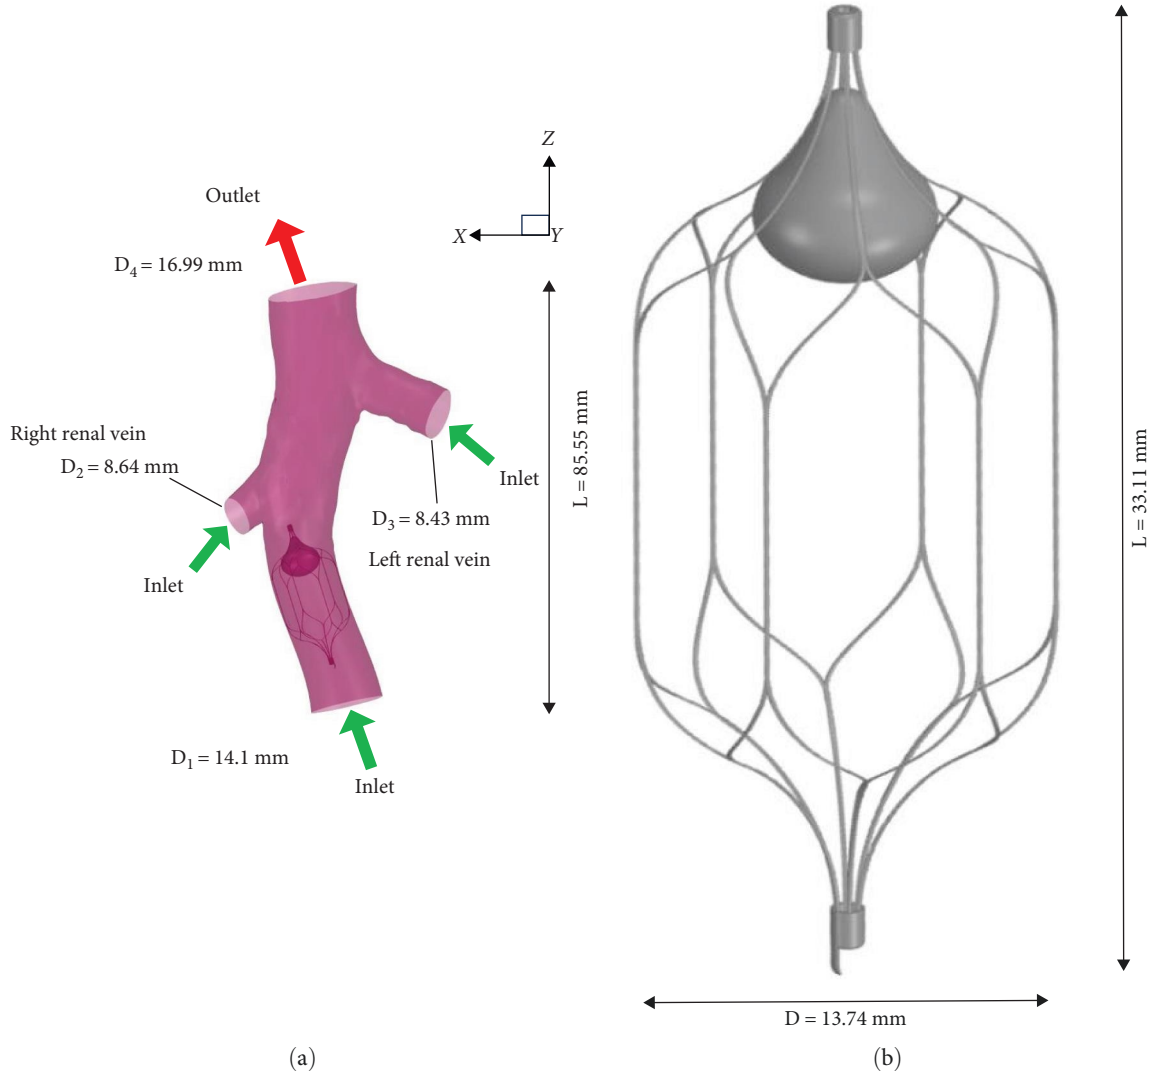 Z
X
Y
Outlet
D4 = 16.99 mm
Right renal vein
D2 = 8.64 mm
Inlet
Inlet
D3 = 8.43 mm
Left renal vein
D1 = 14.1 mm
Inlet
L = 85.55 mm
(a)
L = 33.11 mm
D = 13.74 mm
(b)